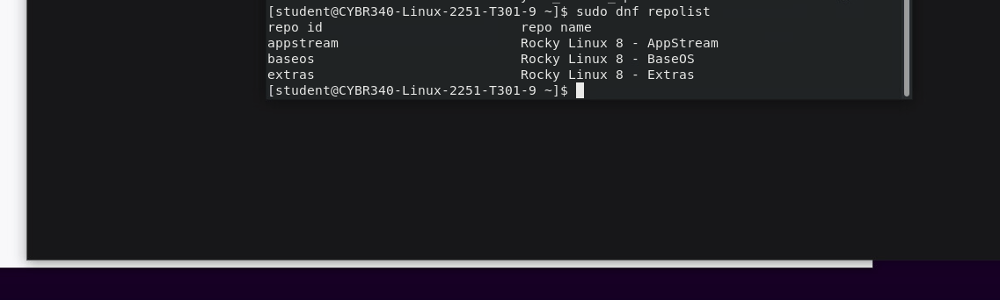 [student@CYBR340-Linux-2251-T301-9 ~]$ sudo dnf repolist
repo id                         repo name
appstream                       Rocky Linux 8 - AppStream
baseos                          Rocky Linux 8 - BaseOS
extras                          Rocky Linux 8 - Extras
[student@CYBR340-Linux-2251-T301-9 ~]$